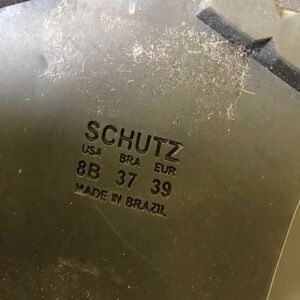 SCHUTZ
USA BRA EUR
8B 37 39
MADE IN BRAZIL